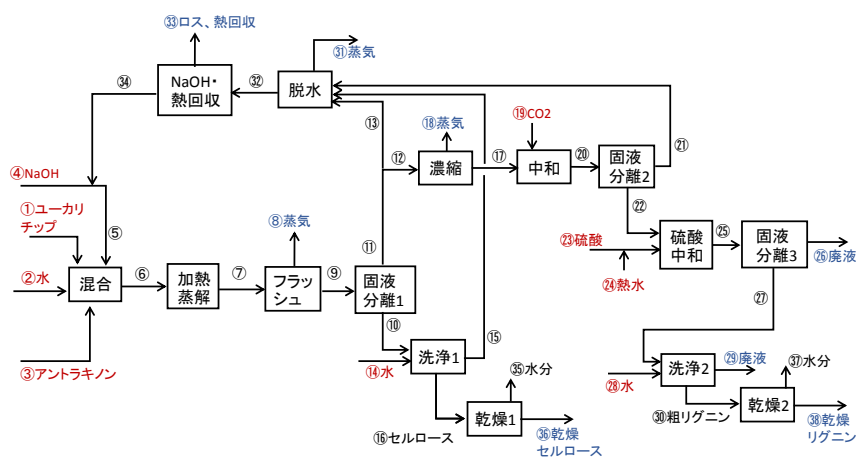 ㉝ロス、熱回収
㉛蒸気
㉞
NaOH・
熱回収
㉜
脱水
⑬
⑱蒸気
⑲CO2
④NaOH
⑫
濃縮
⑰
中和
⑳
固液
分離2
㉑
①ユーカリ
チップ
⑤
⑧蒸気
⑪
㉒
㉓硫酸
硫酸
中和
㉕
固液
分離3
㉖廃液
②水
混合
⑥
加熱
蒸解
⑦
フラッ
シュ
⑨
固液
分離1
㉔熱水
㉗
⑩
③アントラキノン
⑭水
洗浄1
⑮
㉟水分
㉘水
洗浄2
㉙廃液
㊲水分
⑯セルロース
乾燥1
㊱乾燥
セルロース
㉚粗リグニン
乾燥2
㊳乾燥
リグニン